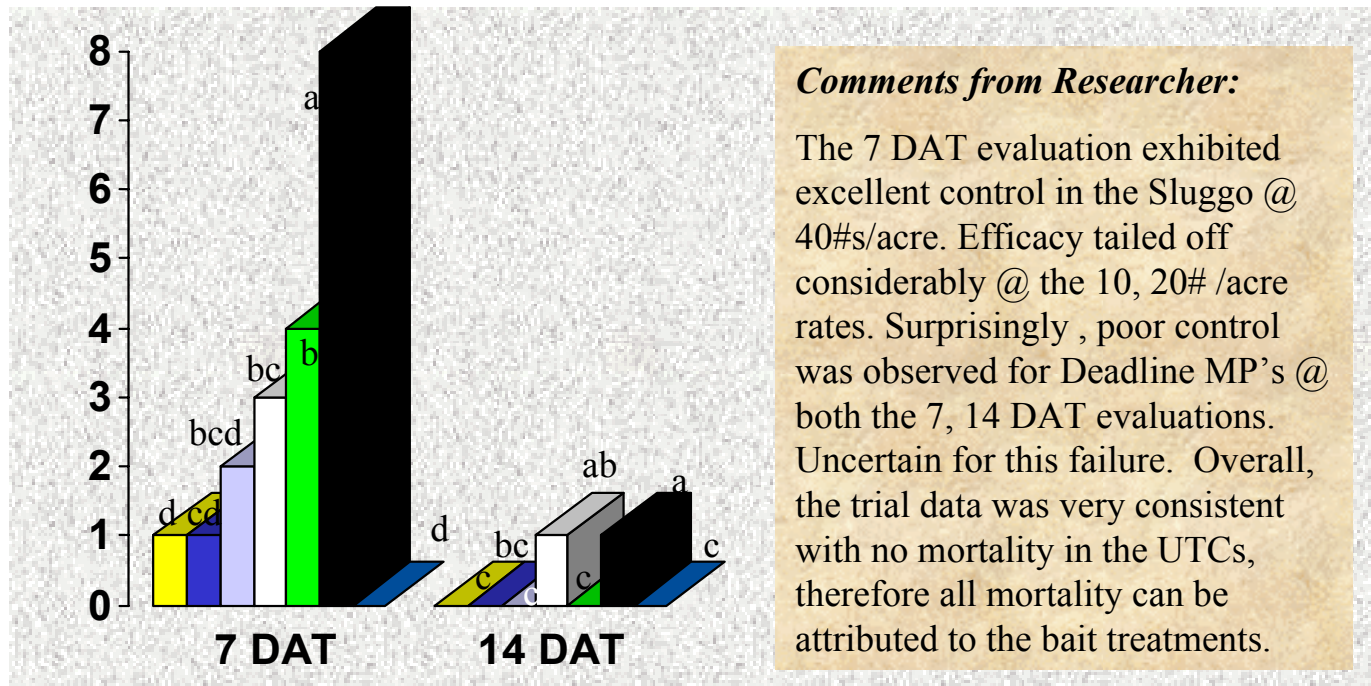 8
7
6
5
4
3
2
1
0
a
b
bc
bcd
d cd
d
ab
a
bc
c
c
c
c
7 DAT 14 DAT
Comments from Researcher:
The 7 DAT evaluation exhibited
excellent control in the Sluggo @
40#s/acre. Efficacy tailed off
considerably @ the 10, 20# /acre
rates. Surprisingly , poor control
was observed for Deadline MP’s @
both the 7, 14 DAT evaluations.
Uncertain for this failure. Overall,
the trial data was very consistent
with no mortality in the UTCs,
therefore all mortality can be
attributed to the bait treatments.